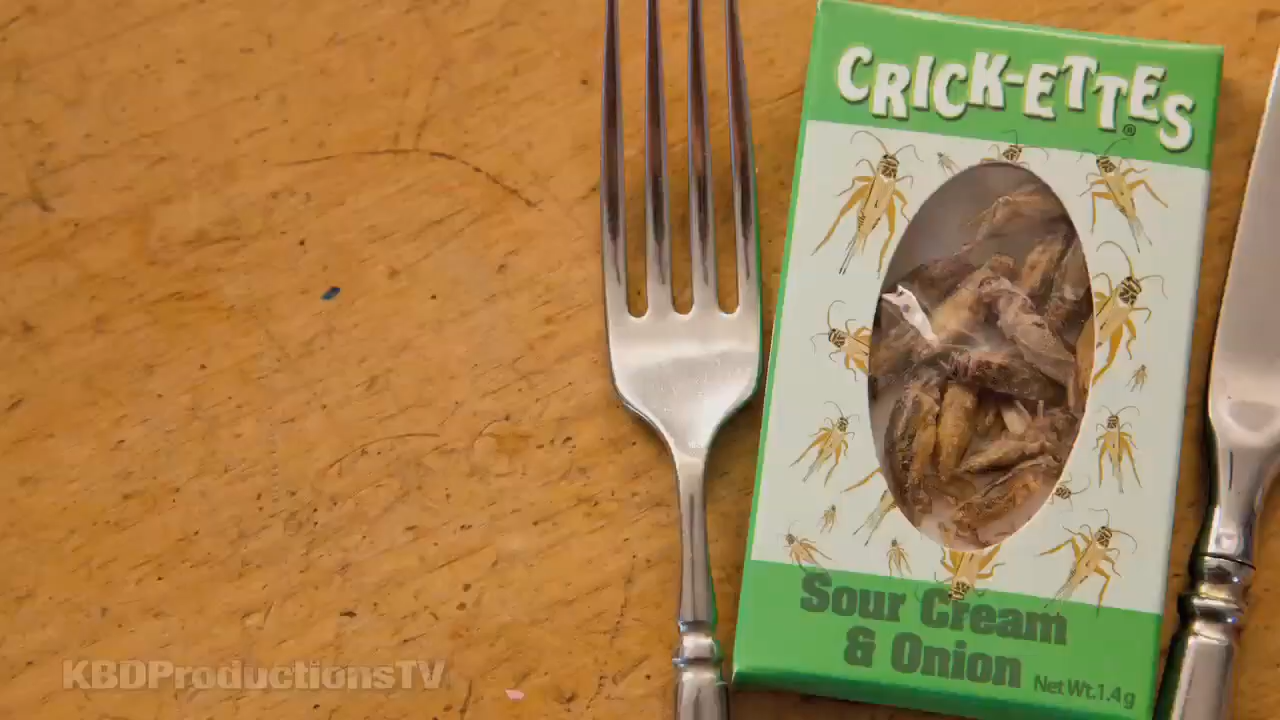 CRICK-ETTES®
Sour Cream
& Onion
Net Wt.1.4g
KBDProductionsTV